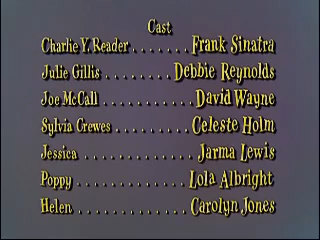 Cast
Charlie Y. Reader . . . . . . . Frank Sinatra
Julie Gillis . . . . . . . . Debbie Reynolds
Joe McCall . . . . . . . . . . David Wayne
Sylvia Crewes . . . . . . . . . Celeste Holm
Jessica . . . . . . . . . . . . . Jarma Lewis
Poppy . . . . . . . . . . . . . Lola Albright
Helen . . . . . . . . . . . . . Carolyn Jones